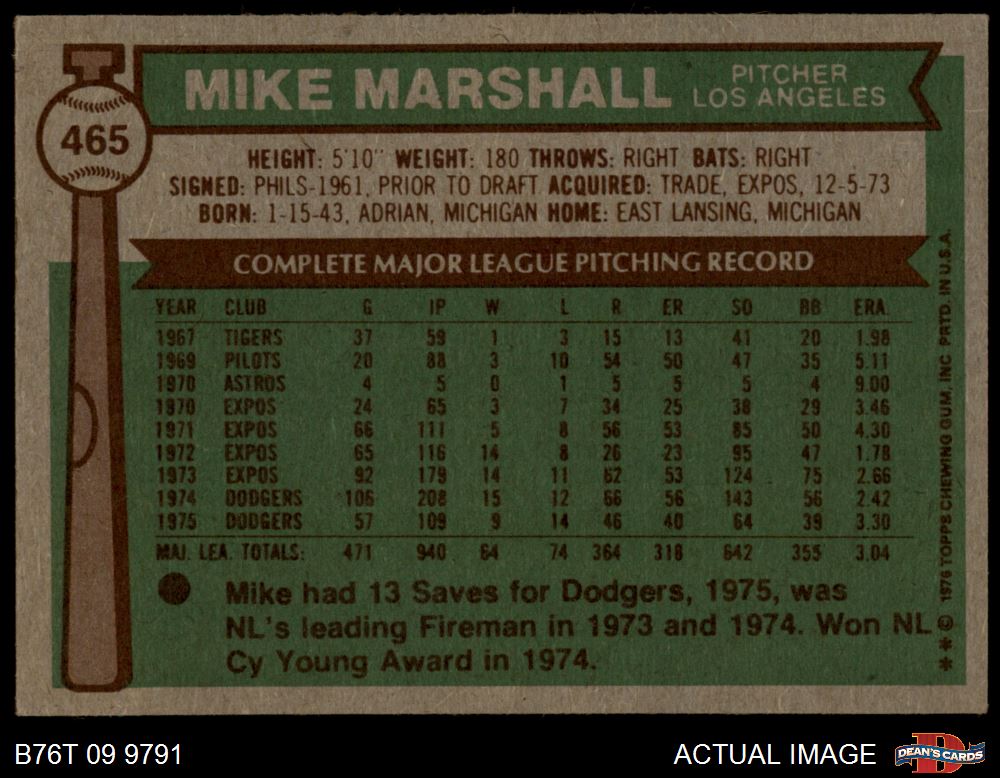 465
MIKE MARSHALL PITCHER LOS ANGELES
HEIGHT: 5'10" WEIGHT: 180 THROWS: RIGHT BATS: RIGHT
SIGNED: PHILS-1961, PRIOR TO DRAFT ACQUIRED: TRADE, EXPOS, 12-5-73
BORN: 1-15-43, ADRIAN, MICHIGAN HOME: EAST LANSING, MICHIGAN
COMPLETE MAJOR LEAGUE PITCHING RECORD
YEAR CLUB G IP W L R ER SO BB ERA
1967 TIGERS 37 59 1 3 15 13 41 20 1.98
1969 PILOTS 20 88 3 10 54 50 47 35 5.11
1970 ASTROS 4 5 0 1 5 5 5 4 9.00
1970 EXPOS 24 65 3 7 34 25 38 29 3.46
1971 EXPOS 66 111 5 8 56 53 85 50 4.30
1972 EXPOS 65 116 14 8 26 23 95 47 1.78
1973 EXPOS 92 179 14 11 62 53 124 75 2.66
1974 DODGERS 106 208 15 12 66 56 143 56 2.42
1975 DODGERS 57 109 9 14 46 40 64 39 3.30
MAJ. LEA. TOTALS: 471 940 64 74 364 318 642 355 3.04
Mike had 13 Saves for Dodgers, 1975, was
NL's leading Fireman in 1973 and 1974. Won NL
Cy Young Award in 1974.
**© 1976 TOPPS CHEWING GUM, INC. PRTD. IN U.S.A.
B76T 09 9791
ACTUAL IMAGE
D
DEAN'S CARDS